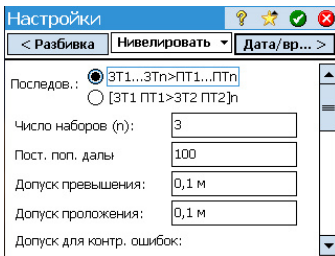 Настройки
< Разбивка Нивелировать Дата/вр... >
Последов.: ЗТ1...ЗТn>ПТ1...ПТn
[ЗТ1 ПТ1>ЗТ2 ПТ2]n
Число наборов (n): 3
Пост. поп. далы 100
Допуск превышения: 0,1 м
Допуск проложения: 0,1 м
Допуск для контр. ошибок: